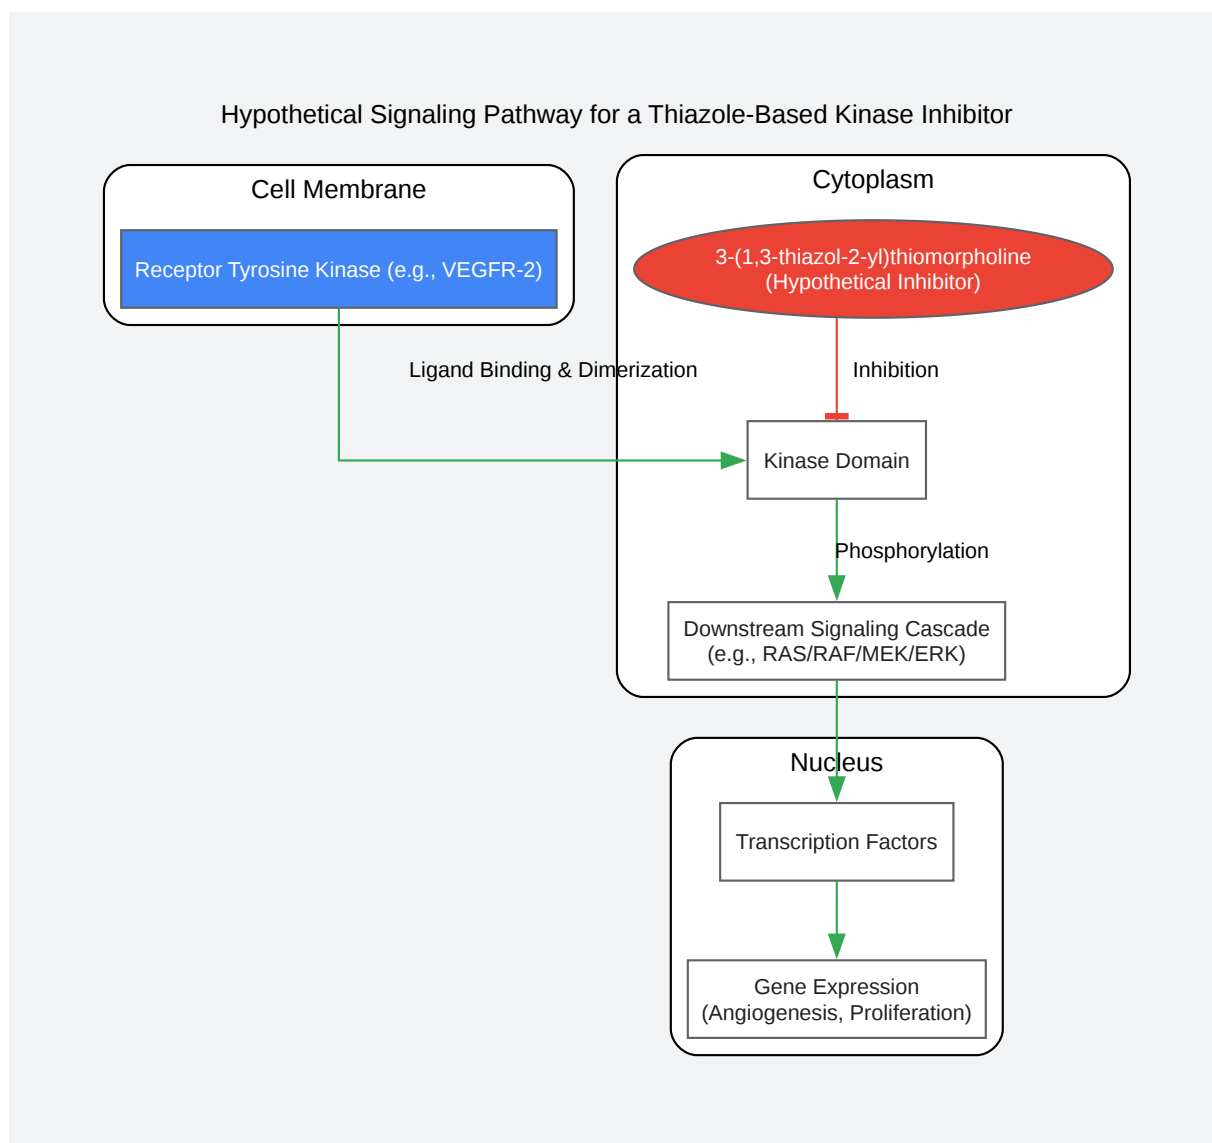 Hypothetical Signaling Pathway for a Thiazole-Based Kinase Inhibitor
Cell Membrane
Receptor Tyrosine Kinase (e.g., VEGFR-2)
Cytoplasm
3-(1,3-thiazol-2-yl)thiomorpholine
(Hypothetical Inhibitor)
Ligand Binding & Dimerization
Inhibition
Kinase Domain
Phosphorylation
Downstream Signaling Cascade
(e.g., RAS/RAF/MEK/ERK)
Nucleus
Transcription Factors
Gene Expression
(Angiogenesis, Proliferation)